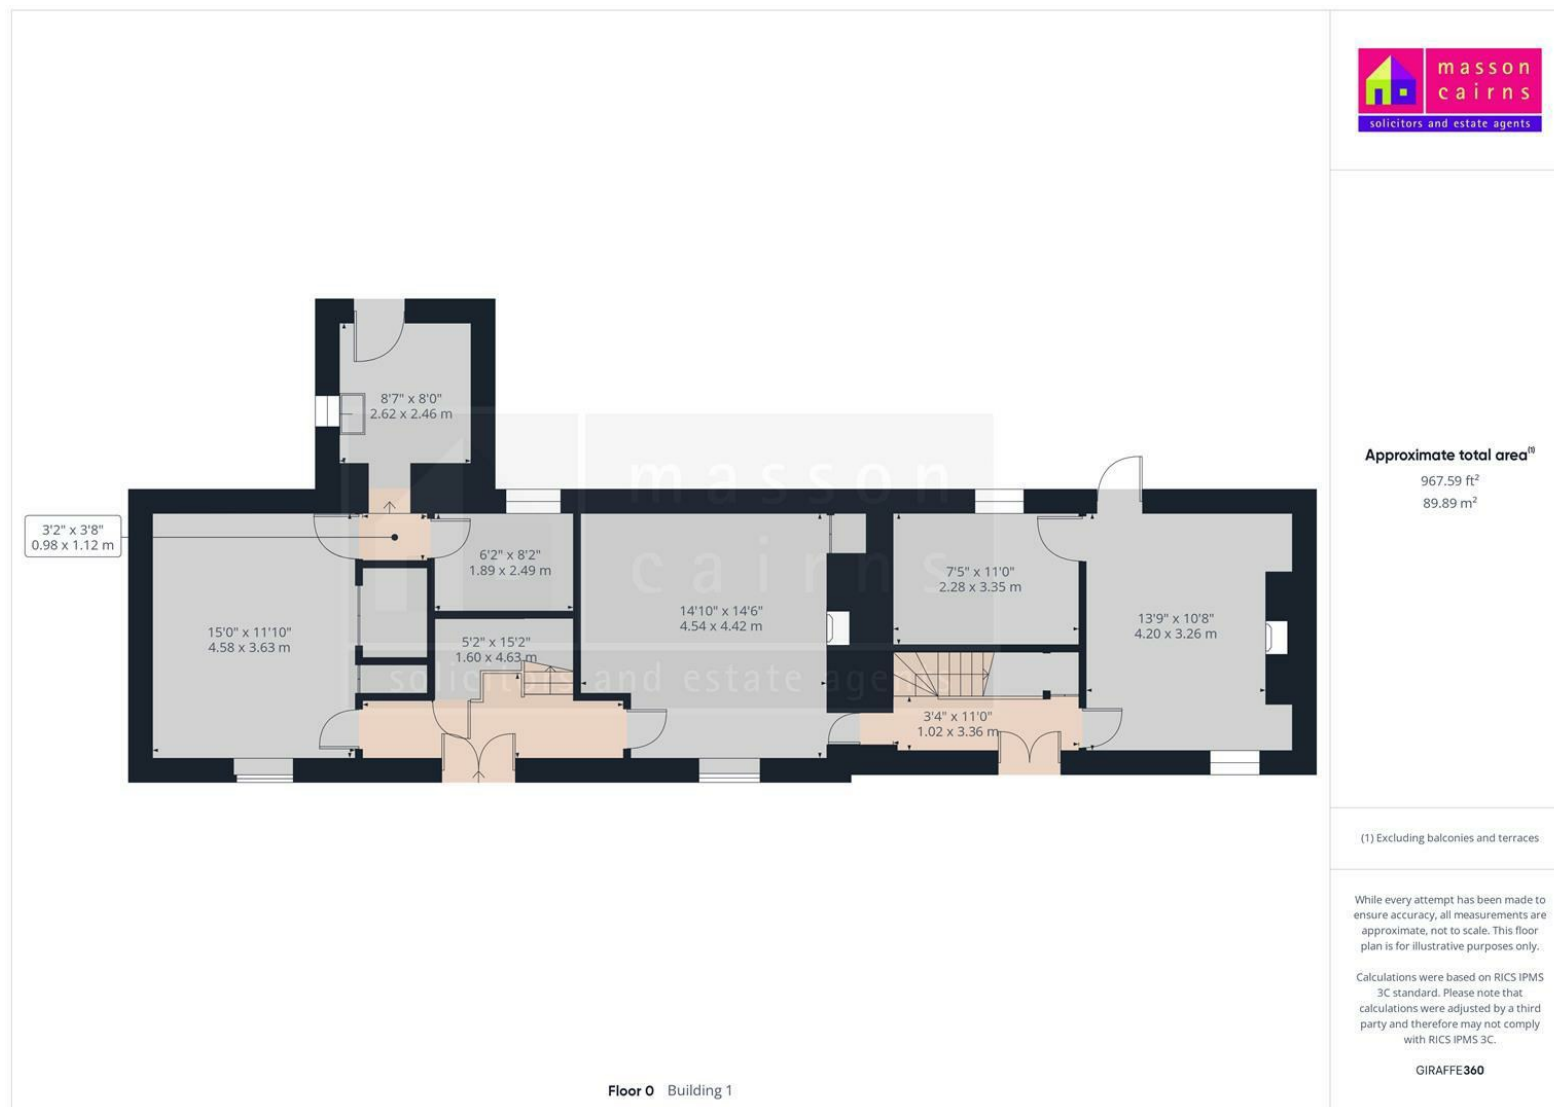 masson
cairns
solicitors and estate agents
8'7" x 8'0"
2.62 x 2.46 m
masson
cairns
solicitors and estate agents
3'2" x 3'8"
0.98 x 1.12 m
6'2" x 8'2"
1.89 x 2.49 m
15'0" x 11'10"
4.58 x 3.63 m
5'2" x 15'2"
1.60 x 4.63 m
14'10" x 14'6"
4.54 x 4.42 m
7'5" x 11'0"
2.28 x 3.35 m
3'4" x 11'0"
1.02 x 3.36 m
13'9" x 10'8"
4.20 x 3.26 m
Approximate total area(1)
967.59 ft²
89.89 m²
(1) Excluding balconies and terraces
While every attempt has been made to
ensure accuracy, all measurements are
approximate, not to scale. This floor
plan is for illustrative purposes only.
Calculations were based on RICS IPMS
3C standard. Please note that
calculations were adjusted by a third
party and therefore may not comply
with RICS IPMS 3C.
GIRAFFE360
Floor 0 Building 1